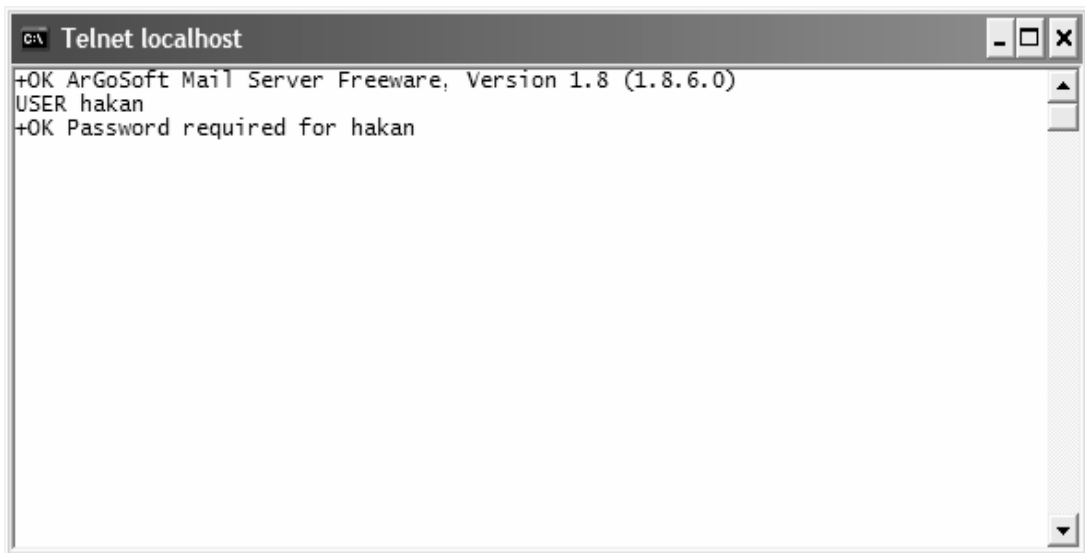 Telnet localhost
+OK ArGoSoft Mail Server Freeware, Version 1.8 (1.8.6.0)
USER hakan
+OK Password required for hakan